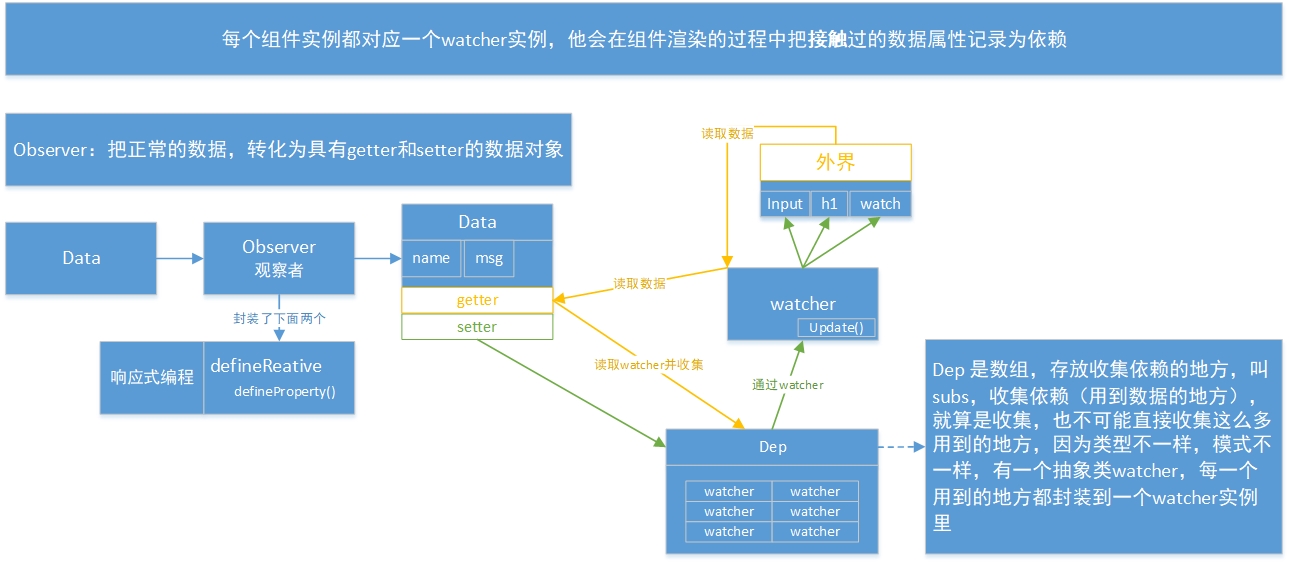 每个组件实例都对应一个watcher实例，他会在组件渲染的过程中把接触过的数据属性记录为依赖
Observer：把正常的数据，转化为具有getter和setter的数据对象
读取数据
外界
Input
h1
watch
Data
Observer
观察者
Data
name
msg
getter
setter
读取数据
watcher
Update()
封装了下面两个
响应式编程
defineReative
defineProperty()
读取watcher并收集
通过watcher
Dep
watcher
watcher
watcher
watcher
watcher
watcher
Dep 是数组，存放收集依赖的地方，叫
subs，收集依赖（用到数据的地方），
就算是收集，也不可能直接收集这么多
用到的地方，因为类型不一样，模式不
一样，有一个抽象类watcher，每一个
用到的地方都封装到一个watcher实例
里